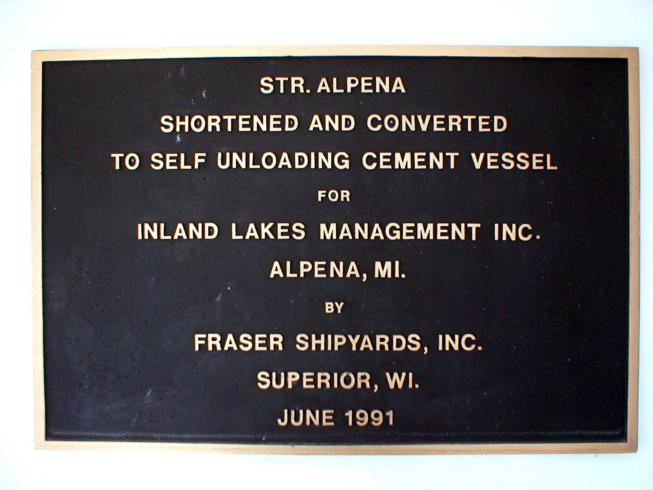 STR. ALPENA
SHORTENED AND CONVERTED
TO SELF UNLOADING CEMENT VESSEL
FOR
INLAND LAKES MANAGEMENT INC.
ALPENA, MI.
BY
FRASER SHIPYARDS, INC.
SUPERIOR, WI.
JUNE 1991